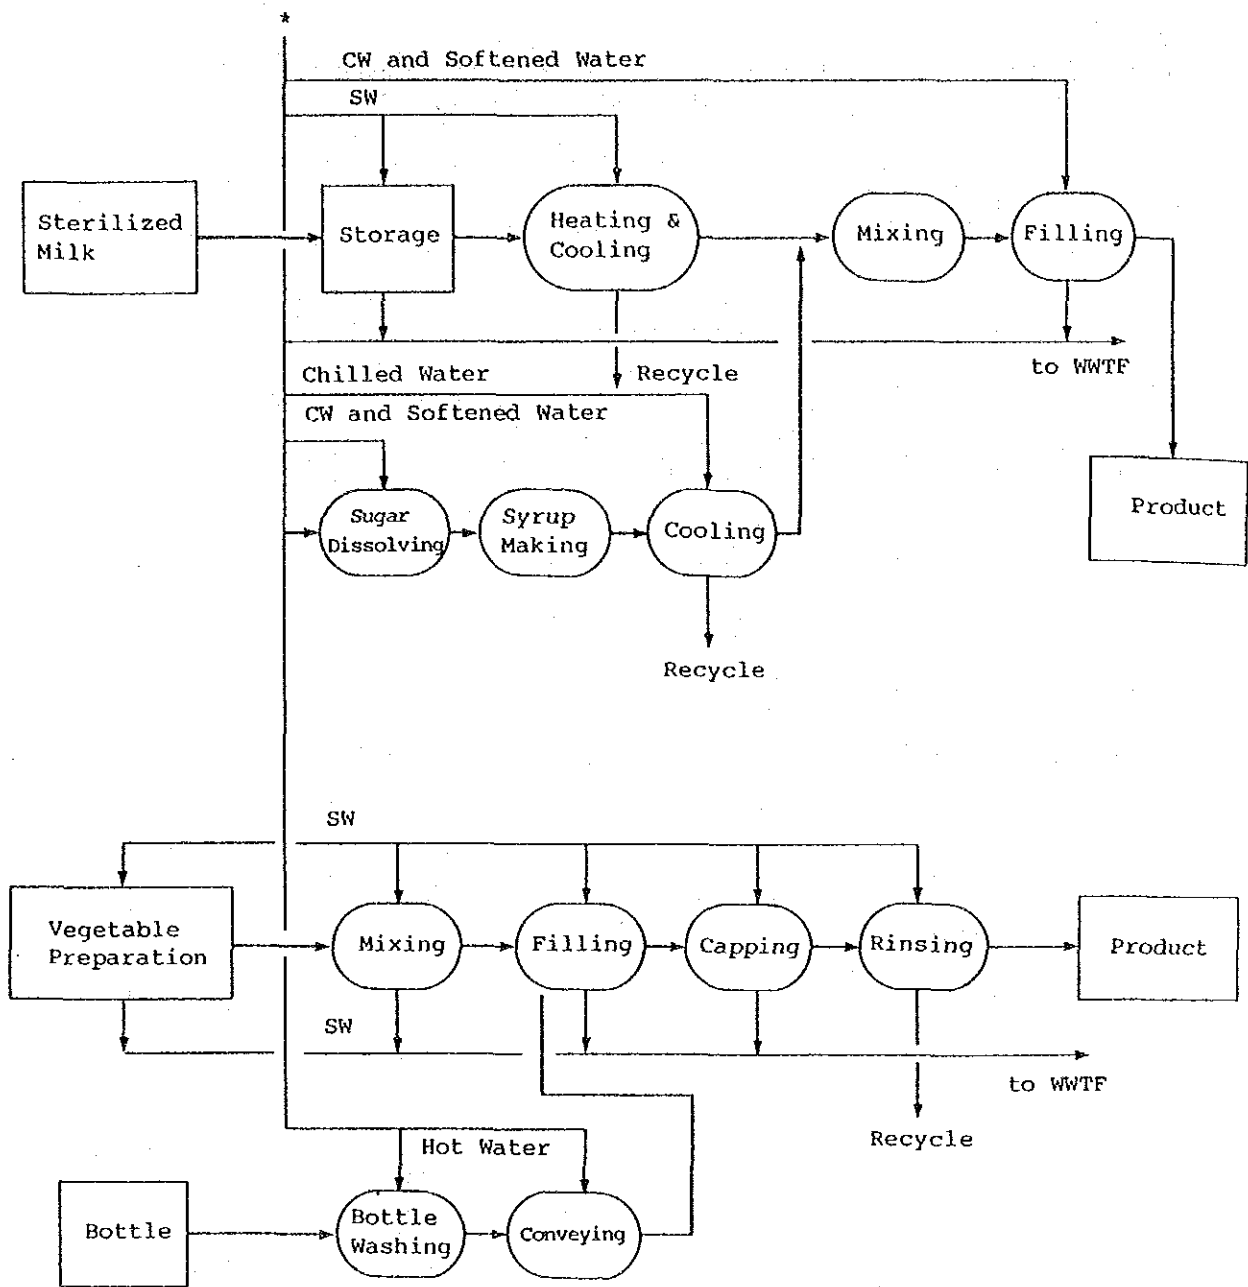 *
CW and Softened Water
SW
Sterilized
Milk
Storage
Heating &
Cooling
Mixing
Filling
to WWTF
Chilled Water
Recycle
CW and Softened Water
Sugar
Dissolving
Syrup
Making
Cooling
Product
Recycle
SW
Vegetable
Preparation
Mixing
Filling
Capping
Rinsing
Product
SW
to WWTF
Recycle
Hot Water
Bottle
Bottle
Washing
Conveying